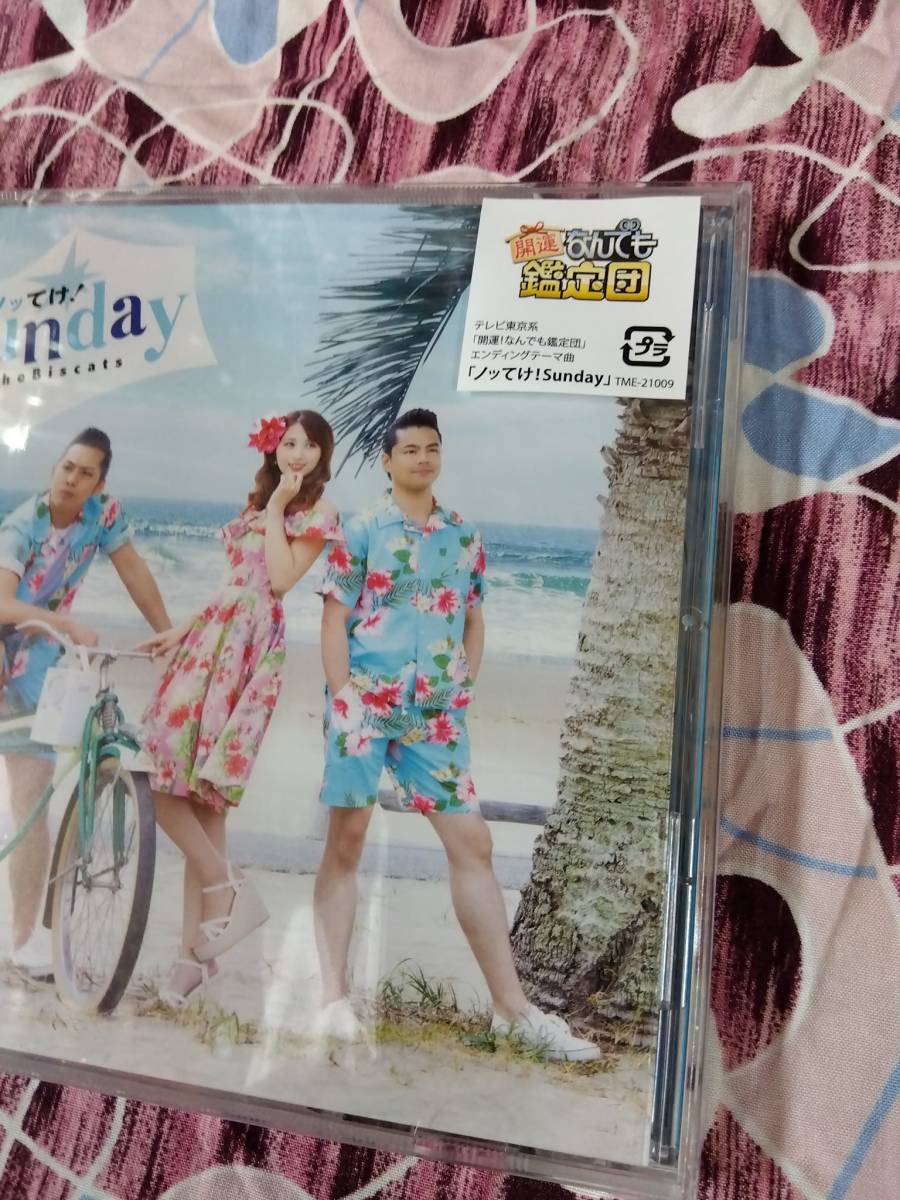 ノッてけ!
Sunday
TheBiscats
開運
なんでも
鑑定団
テレビ東京系
「開運!なんでも鑑定団」
エンディングテーマ曲
「ノッてけ!Sunday」 TME-21009
プラ